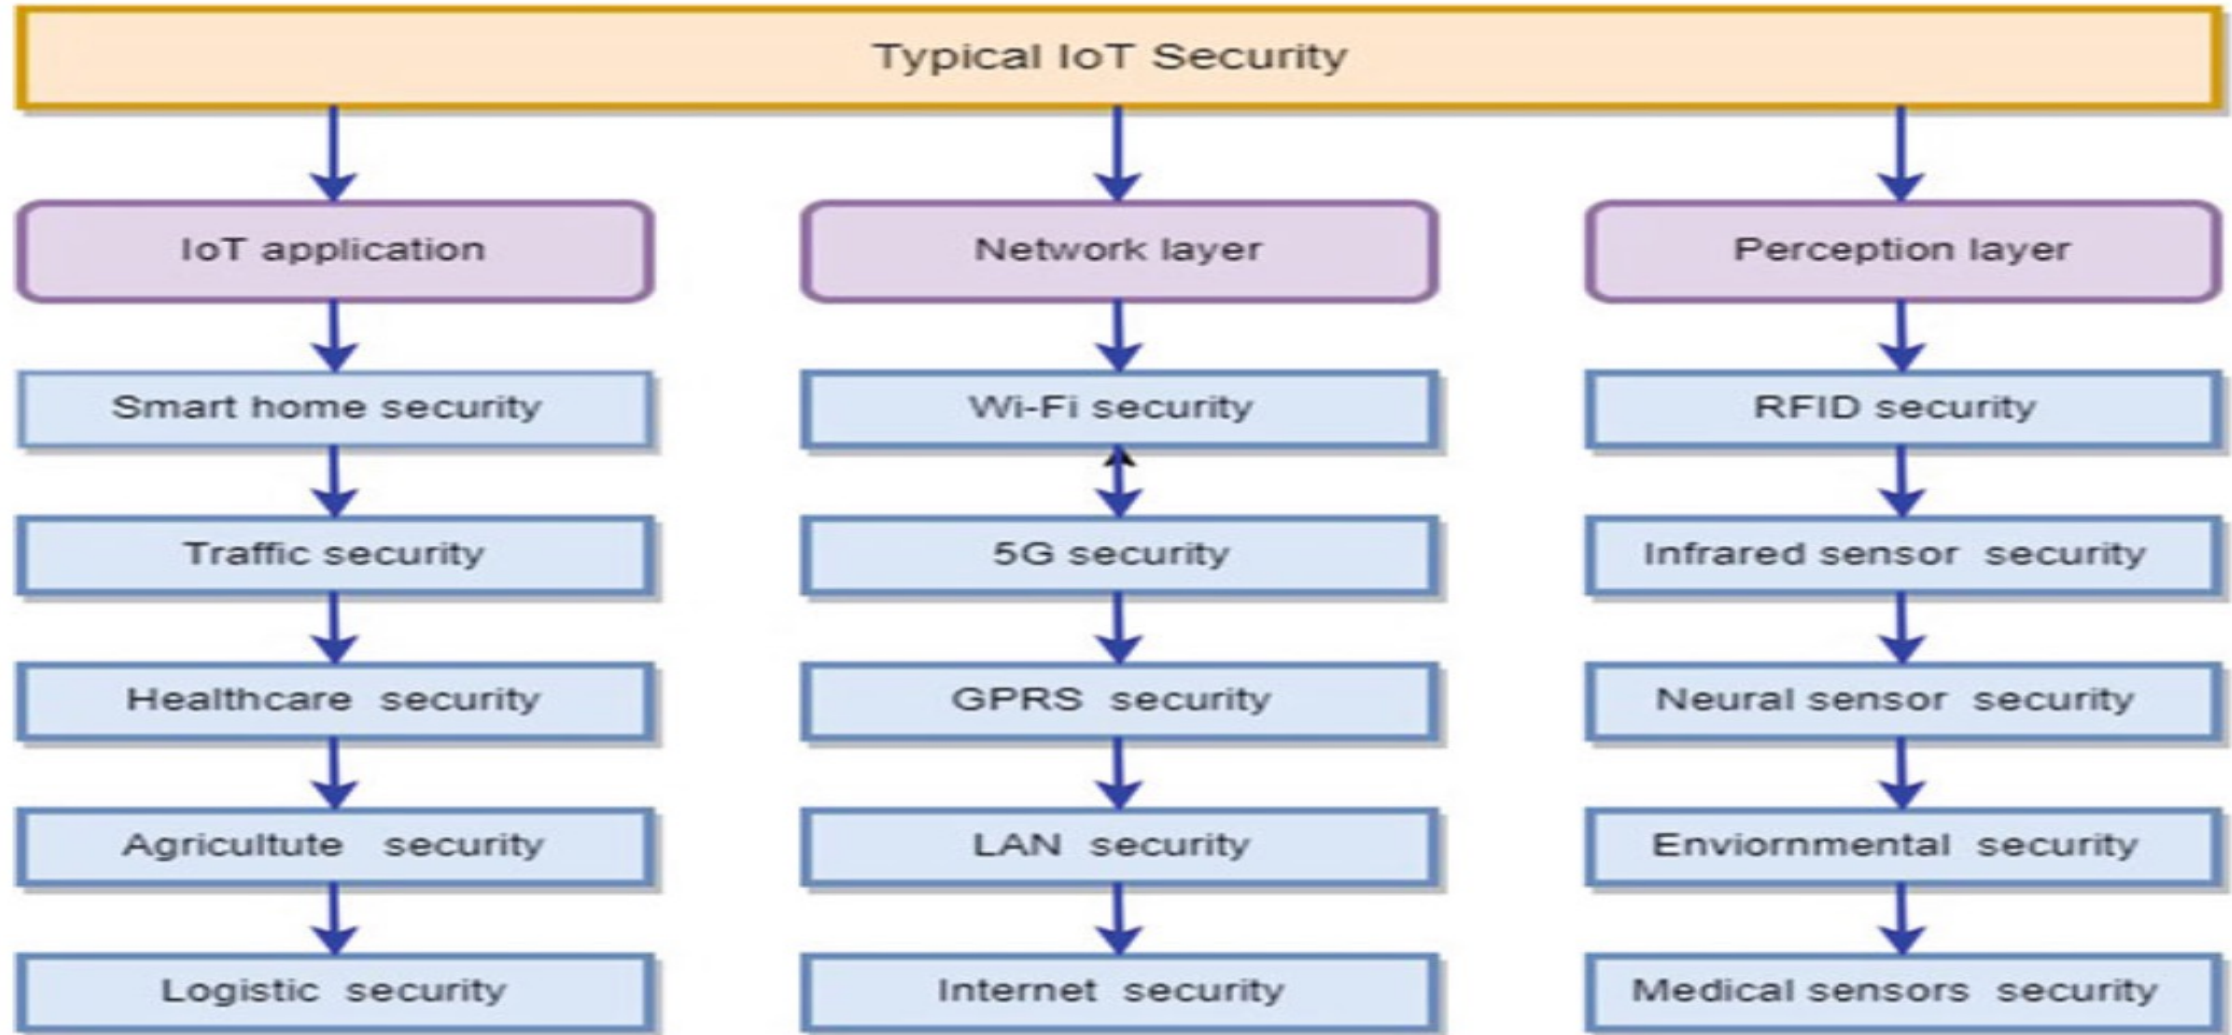 Typical IoT Security
IoT application
Network layer
Perception layer
Smart home security
Wi-Fi security
RFID security
Traffic security
5G security
Infrared sensor security
Healthcare security
GPRS security
Neural sensor security
Agricultute security
LAN security
Enviornmental security
Logistic security
Internet security
Medical sensors security